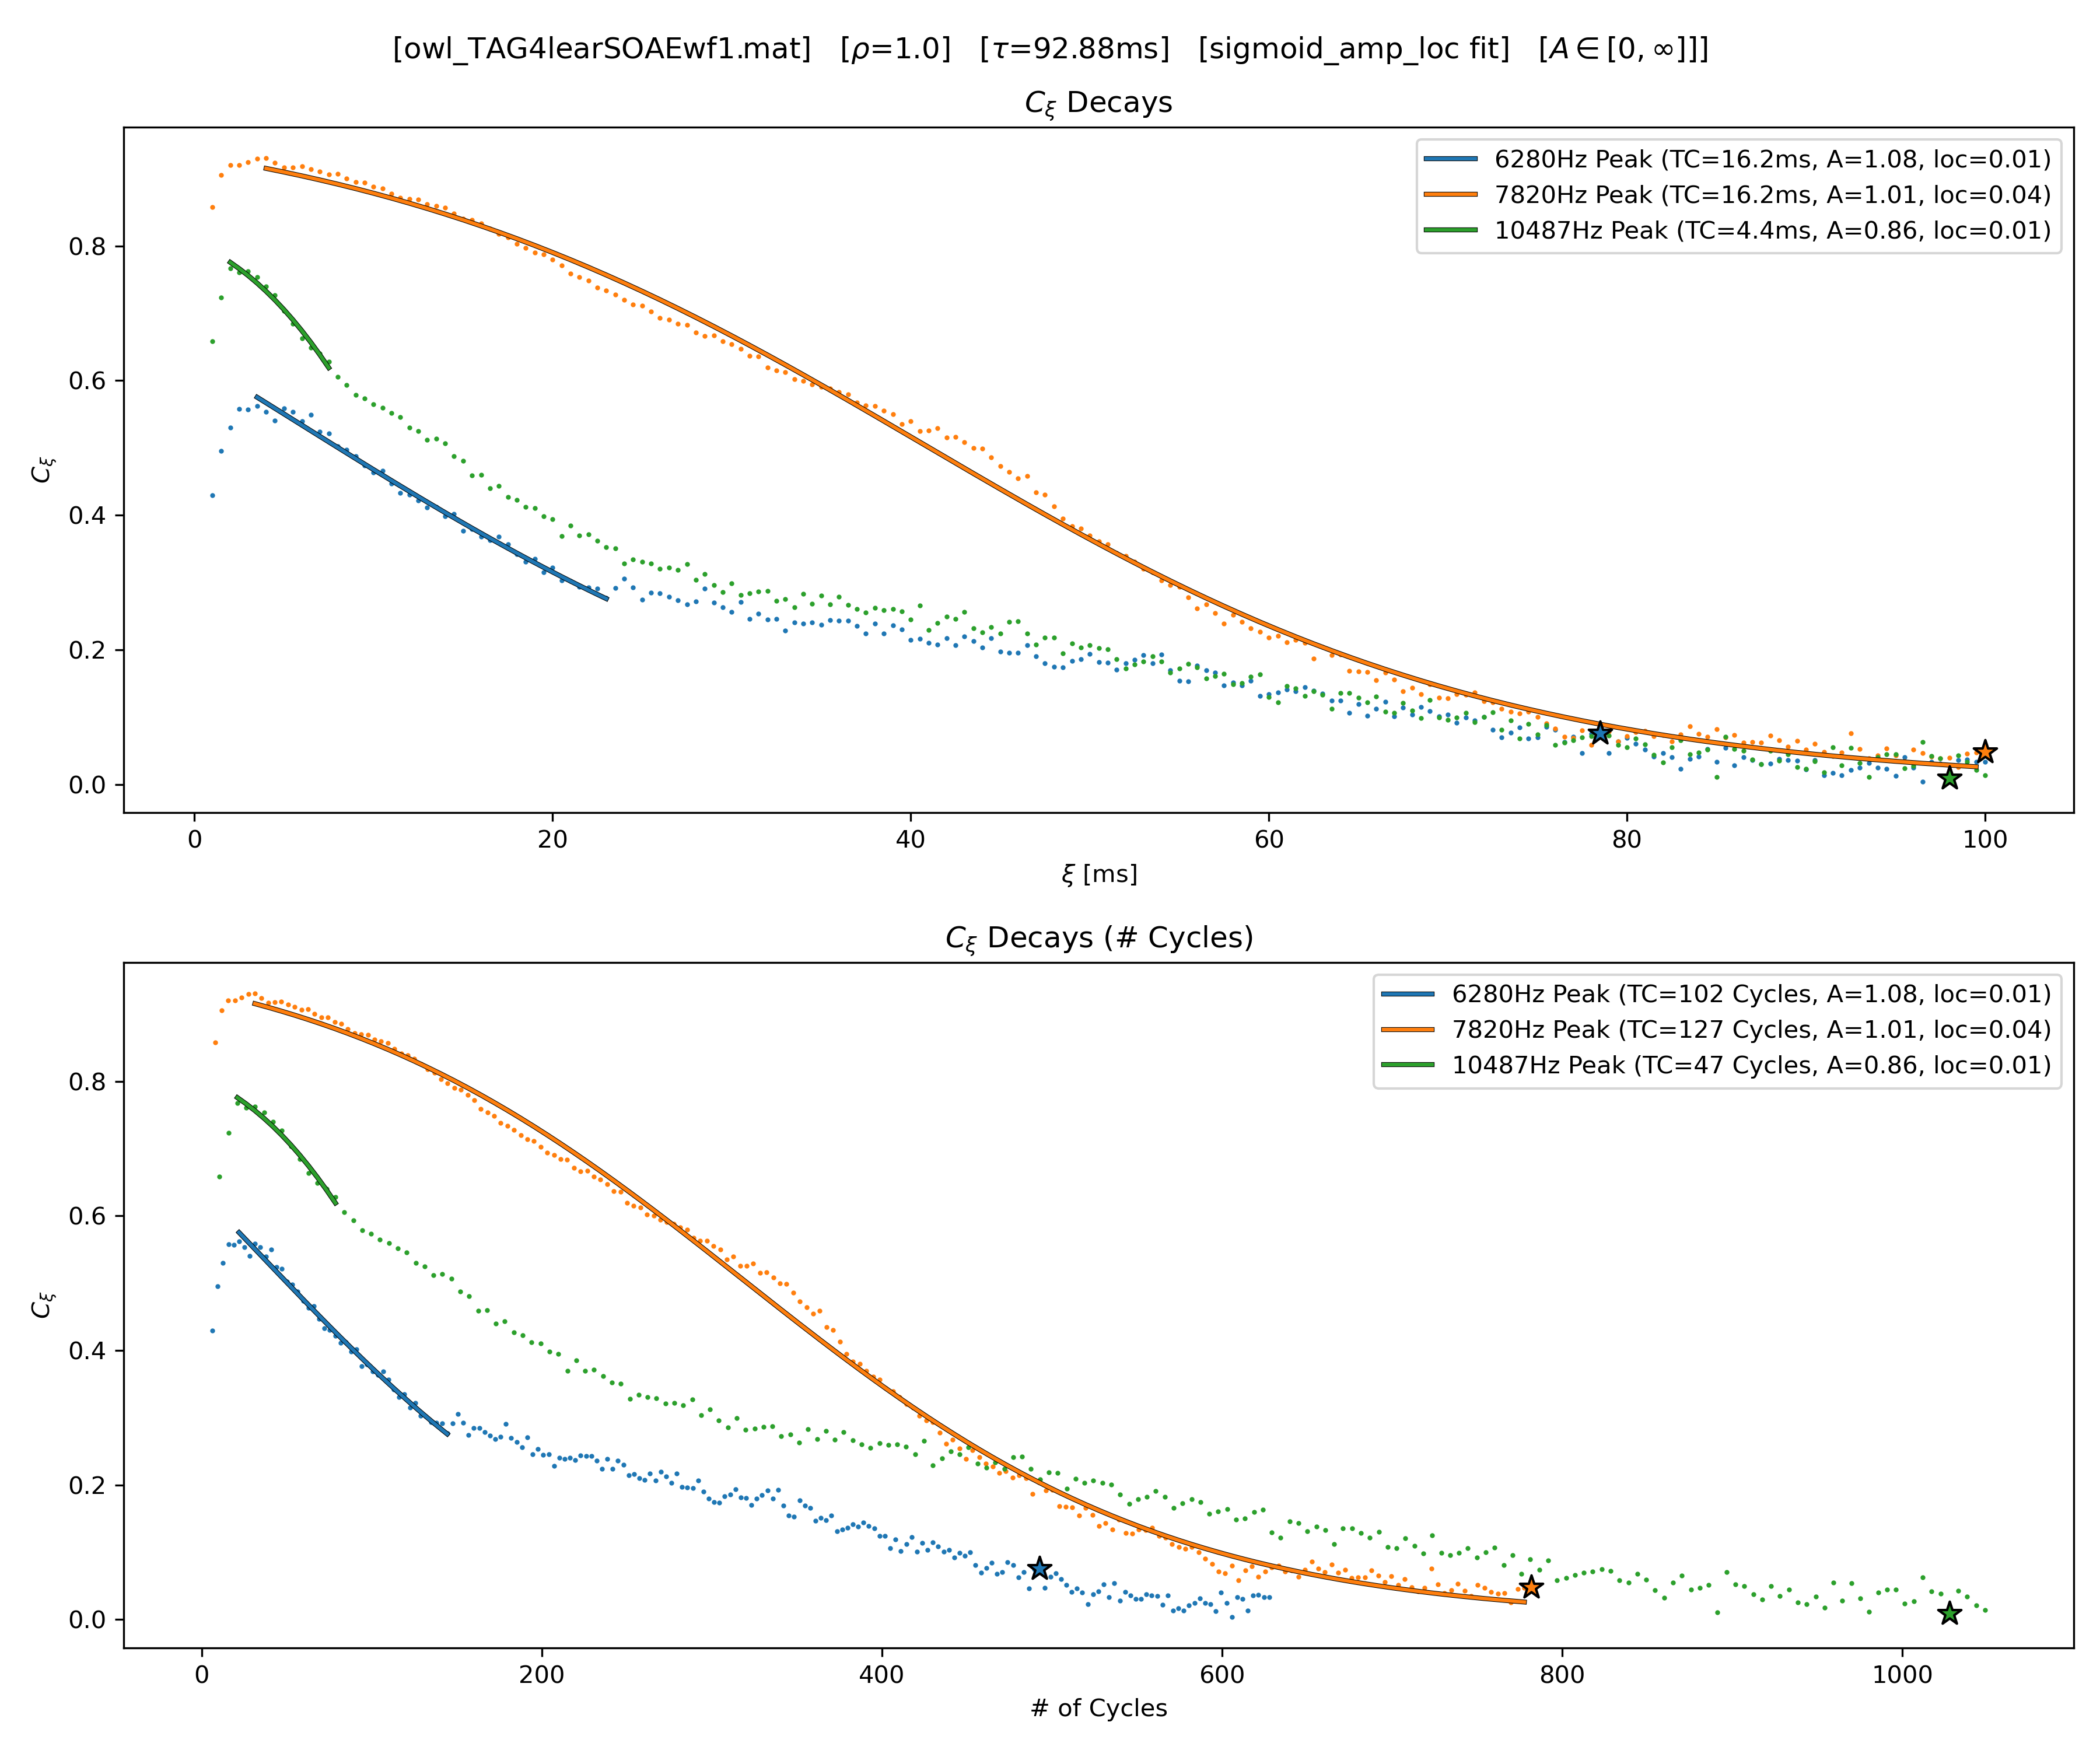 [owl_TAG4learSOAEwf1.mat] [ρ=1.0] [τ=92.88ms] [sigmoid_amp_loc fit] [A ∈ [0, ∞]]]
C_ξ Decays
6280Hz Peak (TC=16.2ms, A=1.08, loc=0.01)
7820Hz Peak (TC=16.2ms, A=1.01, loc=0.04)
10487Hz Peak (TC=4.4ms, A=0.86, loc=0.01)
0.8
0.6
0.4
0.2
0.0
C_ξ
0 20 40 60 80 100
ξ [ms]
C_ξ Decays (# Cycles)
6280Hz Peak (TC=102 Cycles, A=1.08, loc=0.01)
7820Hz Peak (TC=127 Cycles, A=1.01, loc=0.04)
10487Hz Peak (TC=47 Cycles, A=0.86, loc=0.01)
0.8
0.6
0.4
0.2
0.0
C_ξ
0 200 400 600 800 1000
# of Cycles